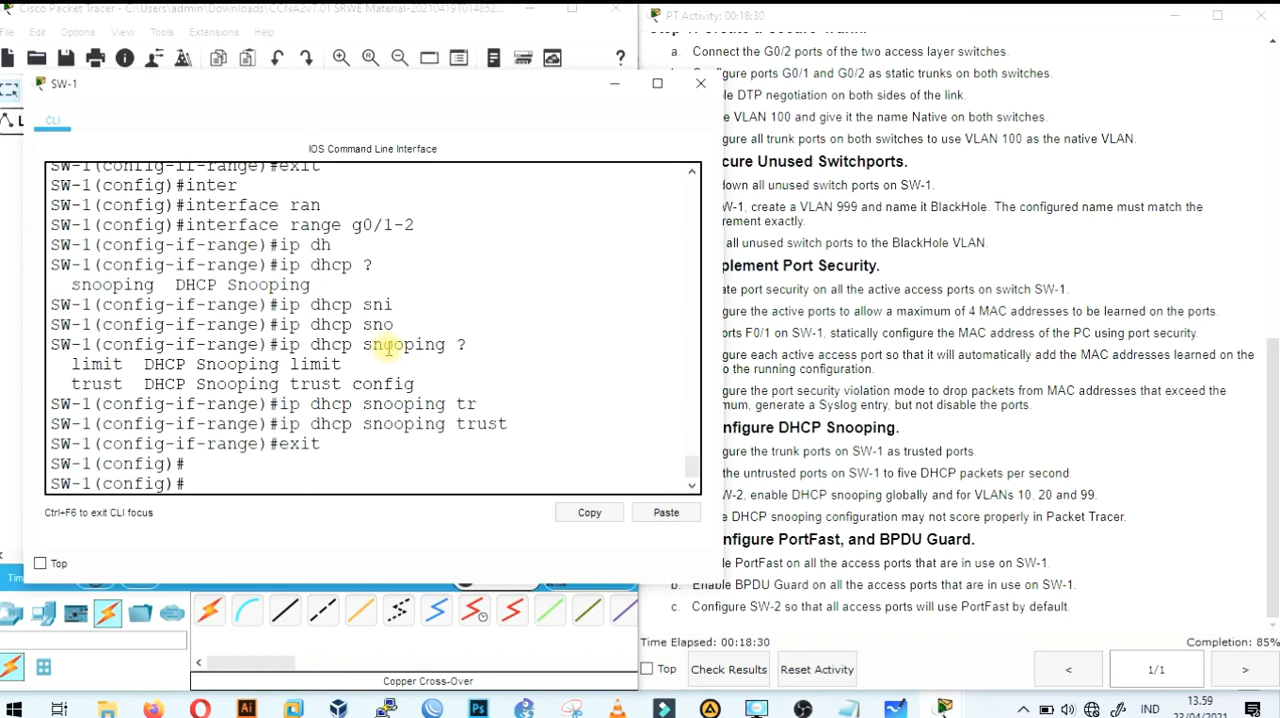 Cisco Packet Tracer - C:\Users\admin\Downloads\CCNA2v7.01 SRWE Material-20210419T014852...
File Edit Options View Tools Extensions Help
SW-1
CLI
IOS Command Line Interface
SW-1(config-if-range)#exit
SW-1(config)#inter
SW-1(config)#interface ran
SW-1(config)#interface range g0/1-2
SW-1(config-if-range)#ip dh
SW-1(config-if-range)#ip dhcp ?
snooping DHCP Snooping
SW-1(config-if-range)#ip dhcp sni
SW-1(config-if-range)#ip dhcp sno
SW-1(config-if-range)#ip dhcp snooping ?
limit DHCP Snooping limit
trust DHCP Snooping trust config
SW-1(config-if-range)#ip dhcp snooping tr
SW-1(config-if-range)#ip dhcp snooping trust
SW-1(config-if-range)#exit
SW-1(config)#
SW-1(config)#
Ctrl+F6 to exit CLI focus
Copy
Paste
Top
Copper Cross-Over
PT Activity: 00:18:30
a. Connect the G0/2 ports of the two access layer switches.
figure ports G0/1 and G0/2 as static trunks on both switches.
le DTP negotiation on both sides of the link.
e VLAN 100 and give it the name Native on both switches.
gure all trunk ports on both switches to use VLAN 100 as the native VLAN.
cure Unused Switchports.
down all unused switch ports on SW-1.
W-1, create a VLAN 999 and name it BlackHole. The configured name must match the
rement exactly.
all unused switch ports to the BlackHole VLAN.
plement Port Security.
ate port security on all the active access ports on switch SW-1.
gure the active ports to allow a maximum of 4 MAC addresses to be learned on the ports.
orts F0/1 on SW-1, statically configure the MAC address of the PC using port security.
gure each active access port so that it will automatically add the MAC addresses learned on the
to the running configuration.
gure the port security violation mode to drop packets from MAC addresses that exceed the
mum, generate a Syslog entry, but not disable the ports.
nfigure DHCP Snooping.
gure the trunk ports on SW-1 as trusted ports.
the untrusted ports on SW-1 to five DHCP packets per second.
W-2, enable DHCP snooping globally and for VLANs 10, 20 and 99.
e DHCP snooping configuration may not score properly in Packet Tracer.
nfigure PortFast, and BPDU Guard.
le PortFast on all the access ports that are in use on SW-1.
b. Enable BPDU Guard on all the access ports that are in use on SW-1.
c. Configure SW-2 so that all access ports will use PortFast by default.
Time Elapsed: 00:18:30
Completion: 85%
Top
Check Results
Reset Activity
<
1/1
>
IND
13.59
23/04/2021